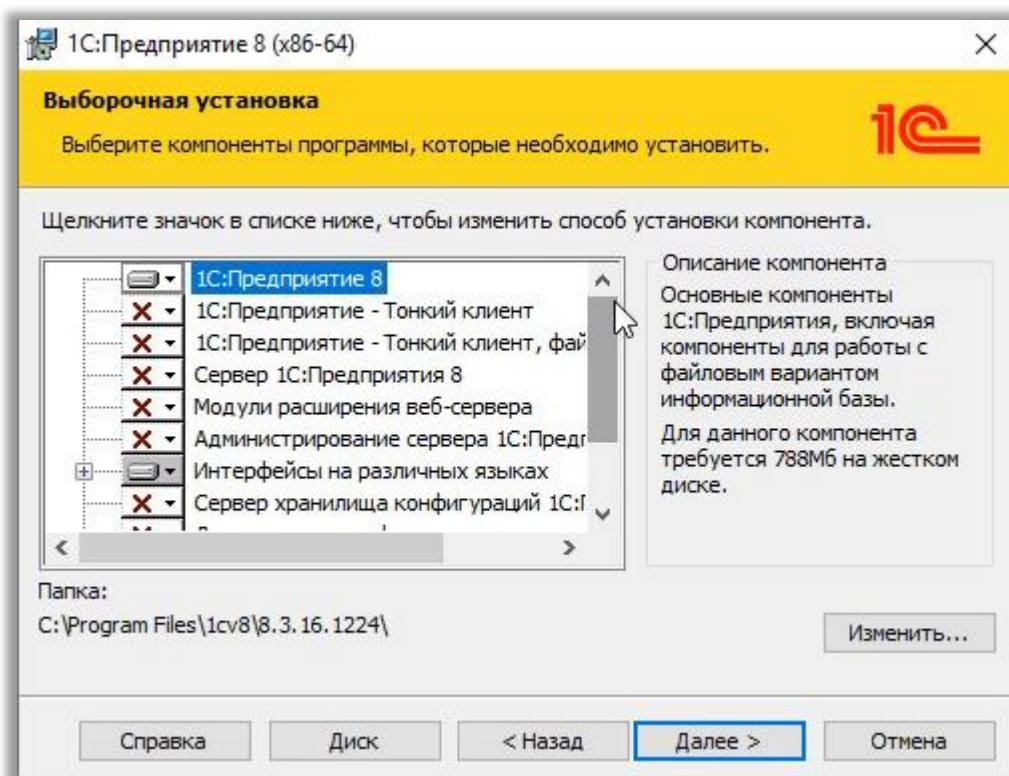 1С:Предприятие 8 (x86-64)
Выборочная установка
Выберите компоненты программы, которые необходимо установить.
1С
Щелкните значок в списке ниже, чтобы изменить способ установки компонента.
1С:Предприятие 8
1С:Предприятие - Тонкий клиент
1С:Предприятие - Тонкий клиент, фай
Сервер 1С:Предприятия 8
Модули расширения веб-сервера
Администрирование сервера 1С:Предп
Интерфейсы на различных языках
Сервер хранилища конфигураций 1С:П
Описание компонента
Основные компоненты
1С:Предприятия, включая
компоненты для работы с
файловым вариантом
информационной базы.
Для данного компонента
требуется 788Мб на жестком
диске.
Папка:
C:\Program Files\1cv8\8.3.16.1224\
Изменить...
Справка
Диск
< Назад
Далее >
Отмена